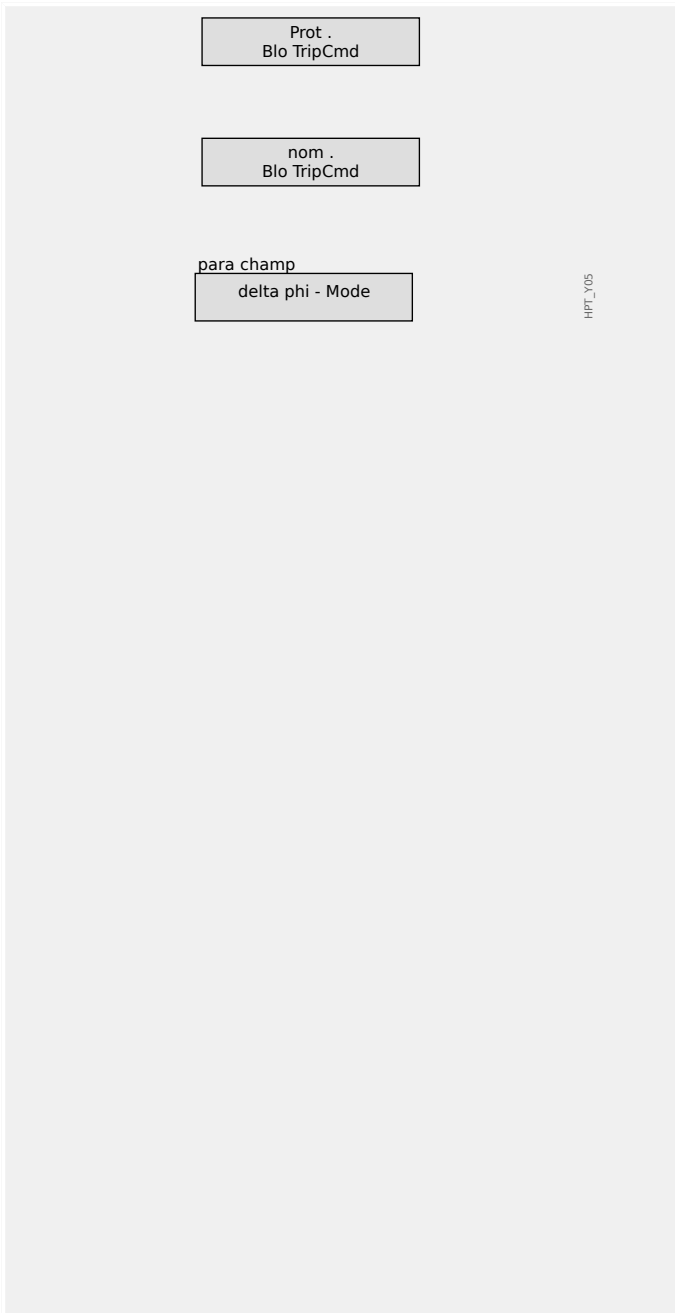 Prot .
Blo TripCmd
nom .
Blo TripCmd
para champ
delta phi - Mode
HPT_Y05